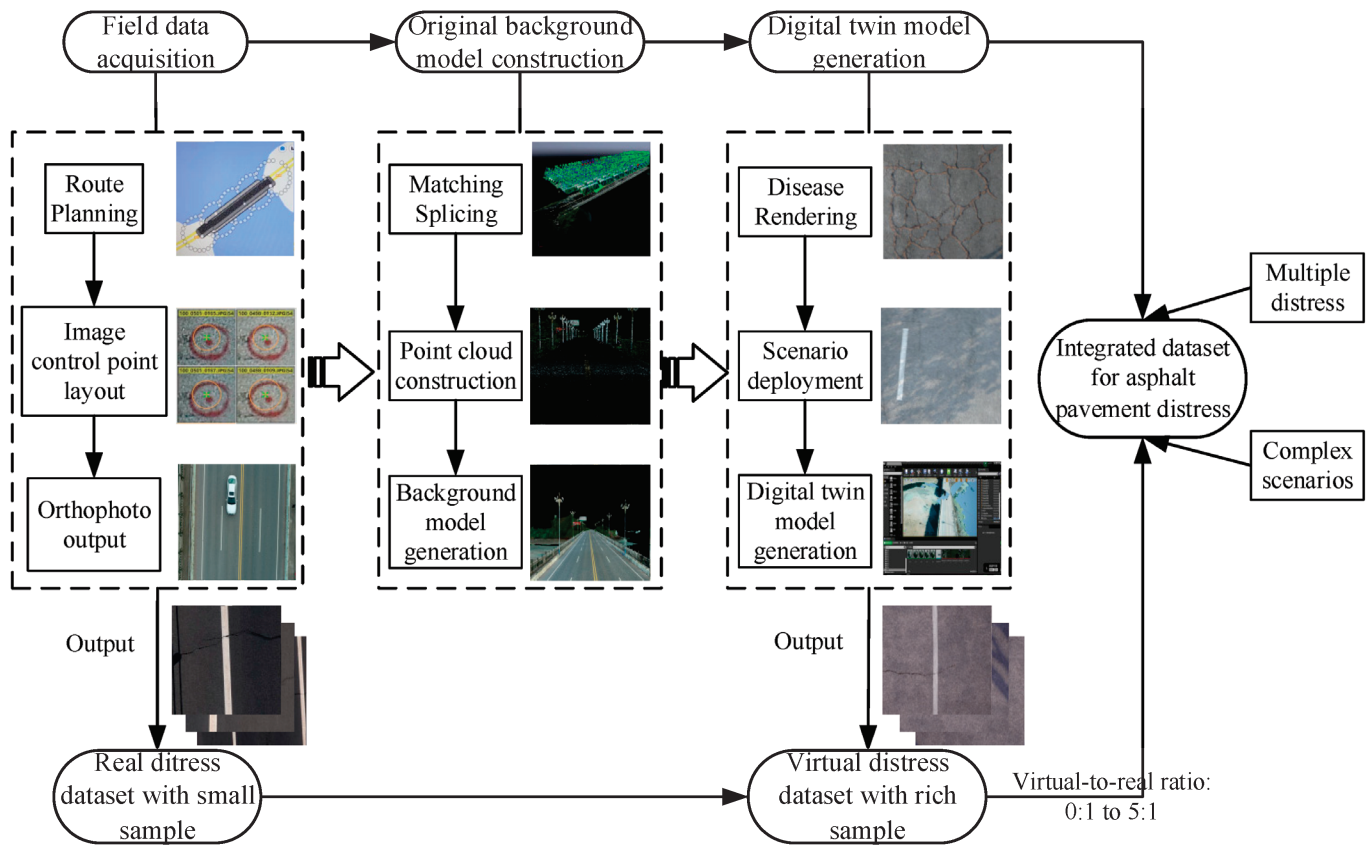 Field data
acquisition
Original background
model construction
Digital twin model
generation
Route
Planning
Image
control point
layout
Orthophoto
output
Matching
Splicing
Point cloud
construction
Background
model
generation
Disease
Rendering
Scenario
deployment
Digital twin
model
generation
Multiple
distress
Integrated dataset
for asphalt
pavement distress
Complex
scenarios
Output
Output
Real ditress
dataset with small
sample
Virtual distress
dataset with rich
sample
Virtual-to-real ratio:
0:1 to 5:1